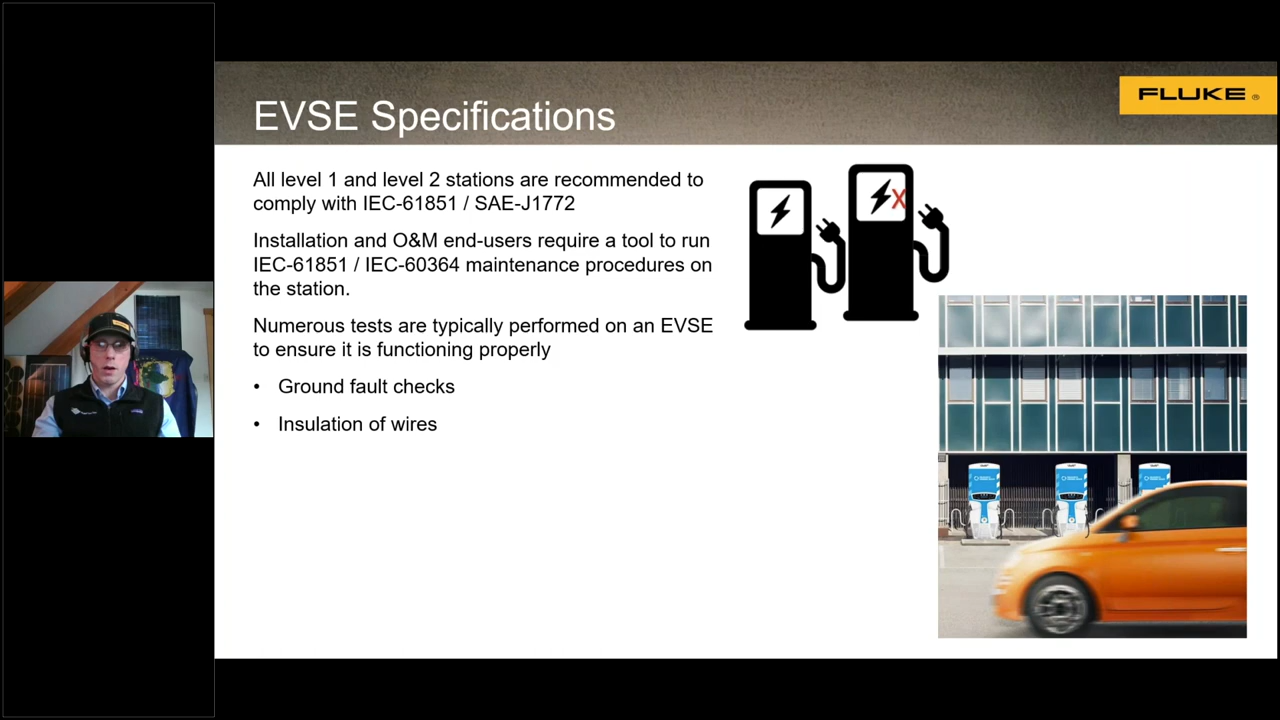 EVSE Specifications
FLUKE ®
All level 1 and level 2 stations are recommended to
comply with IEC-61851 / SAE-J1772
Installation and O&M end-users require a tool to run
IEC-61851 / IEC-60364 maintenance procedures on
the station.
Numerous tests are typically performed on an EVSE
to ensure it is functioning properly
• Ground fault checks
• Insulation of wires
X